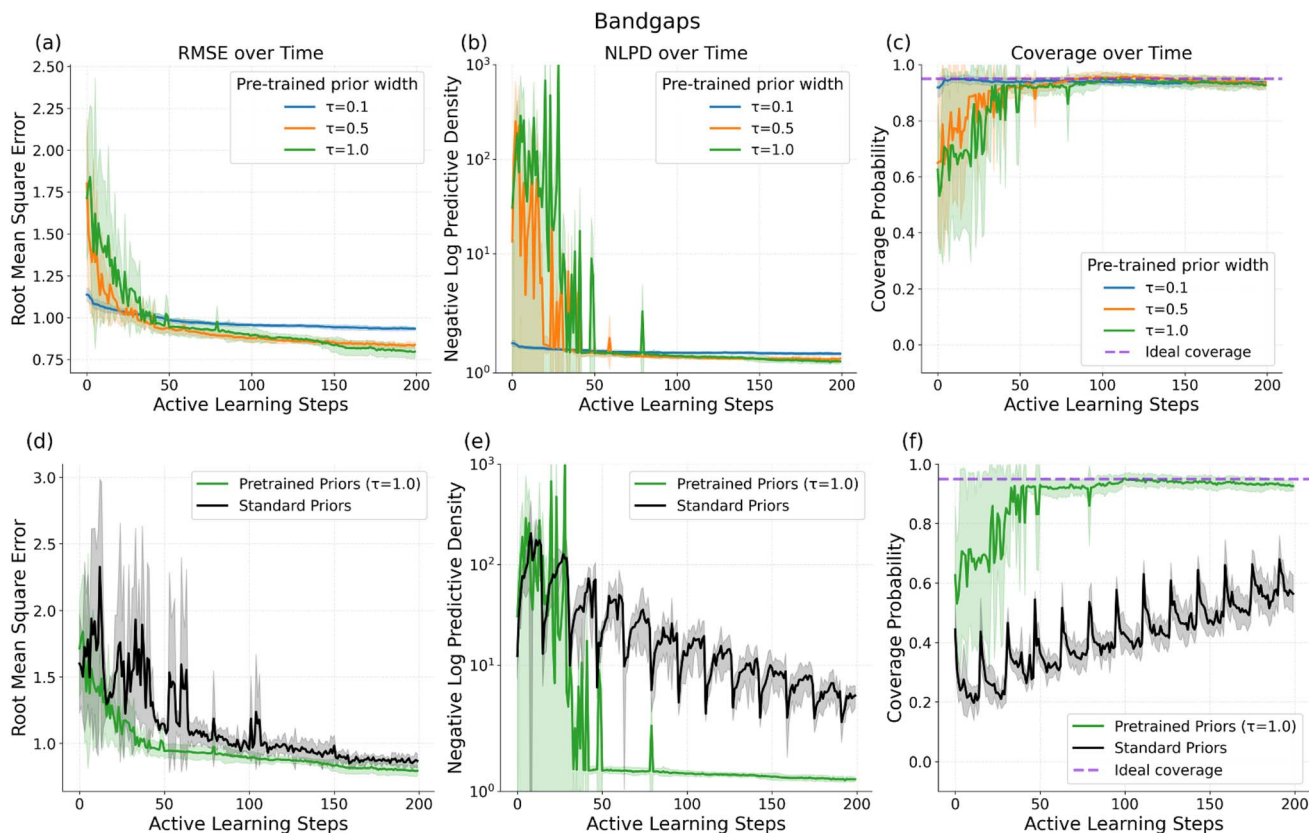 Bandgaps
(a)
RMSE over Time
Root Mean Square Error
2.50
2.25
2.00
1.75
1.50
1.25
1.00
0.75
Pre-trained prior width
τ=0.1
τ=0.5
τ=1.0
0 50 100 150 200
Active Learning Steps
(b)
NLPD over Time
Negative Log Predictive Density
10³
10²
10¹
10⁰
Pre-trained prior width
τ=0.1
τ=0.5
τ=1.0
0 50 100 150 200
Active Learning Steps
(c)
Coverage over Time
Coverage Probability
1.0
0.8
0.6
0.4
0.2
0.0
Pre-trained prior width
τ=0.1
τ=0.5
τ=1.0
Ideal coverage
0 50 100 150 200
Active Learning Steps
(d)
Root Mean Square Error
3.0
2.5
2.0
1.5
1.0
Pretrained Priors (τ=1.0)
Standard Priors
0 50 100 150 200
Active Learning Steps
(e)
Negative Log Predictive Density
10³
10²
10¹
10⁰
Pretrained Priors (τ=1.0)
Standard Priors
0 50 100 150 200
Active Learning Steps
(f)
Coverage Probability
1.0
0.8
0.6
0.4
0.2
0.0
Pretrained Priors (τ=1.0)
Standard Priors
Ideal coverage
0 50 100 150 200
Active Learning Steps